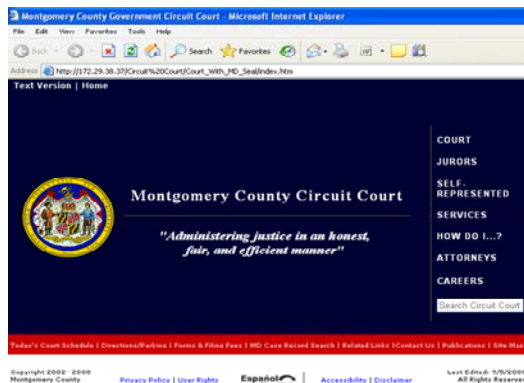 Montgomery County Government Circuit Court - Microsoft Internet Explorer
File Edit View Favorites Tools Help
Back Search Favorites
Address http://172.29.38.37/Circuit%20Court/Court_With_MD_Seal/index.htm
Text Version | Home
COURT
JURORS
SELF-
REPRESENTED
SERVICES
HOW DO I...?
ATTORNEYS
CAREERS
Search Circuit Court
Montgomery County Circuit Court
"Administering justice in an honest,
fair, and efficient manner"
Today's Court Schedule | Directions/Parking | Forms & Filing Fees | MD Case Record Search | Related Links | Contact Us | Publications | Site Map
Copyright 2002- 2008
Montgomery County
Privacy Policy | User Rights
Español
Accessibility | Disclaimer
Last Edited:
All Rights Reserve